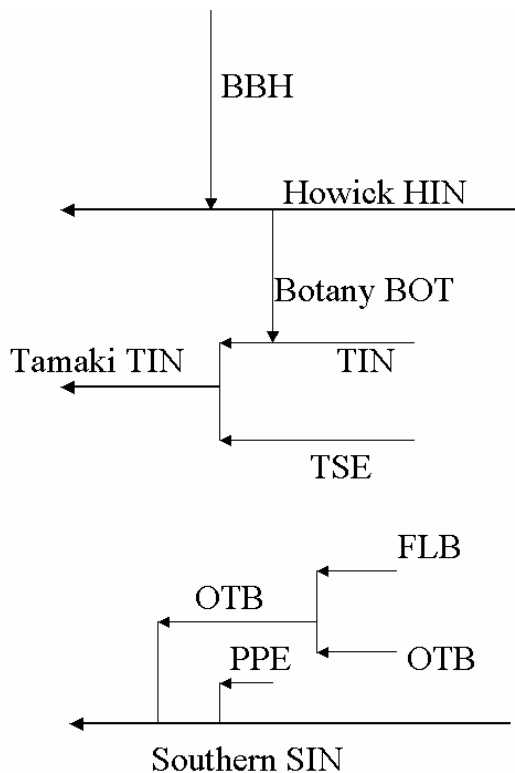 BBH
Howick HIN
Botany BOT
Tamaki TIN
TIN
TSE
FLB
OTB
PPE
OTB
Southern SIN